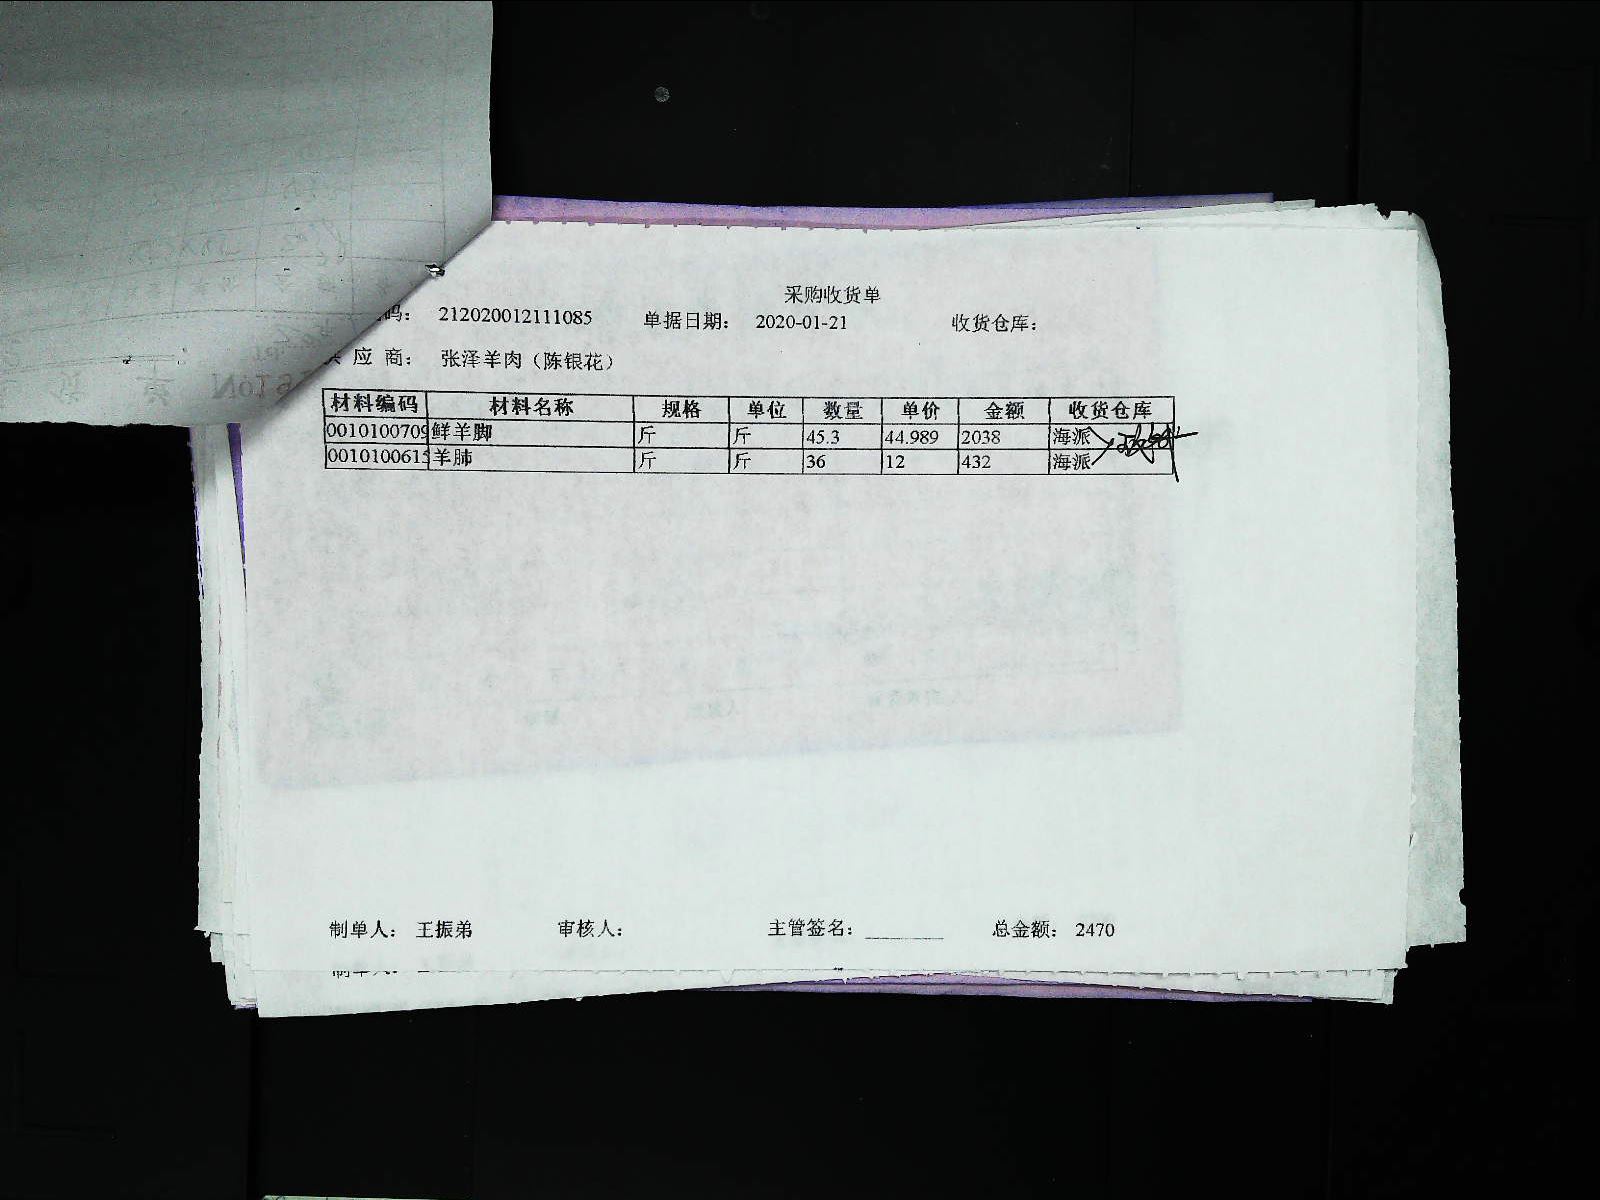 采购收货单
码： 212020012111085 单据日期： 2020-01-21 收货仓库：
应 商： 张泽羊肉（陈银花）
材料编码 材料名称 规格 单位 数量 单价 金额 收货仓库
0010100709 鲜羊脚 斤 斤 45.3 44.989 2038 海派
001010061 羊肺 斤 斤 36 12 432 海派
制单人： 王振弟 审核人： 主管签名：________ 总金额： 2470